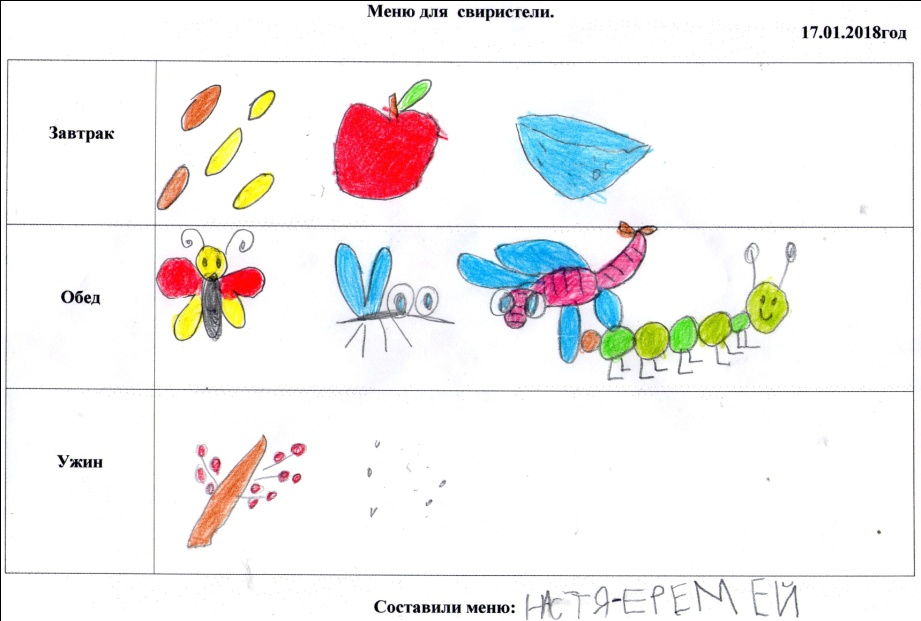 Меню для свиристели.
17.01.2018год
Завтрак
Обед
Ужин
Составили меню: НАСТЯ-ЕРЕМЕЙ